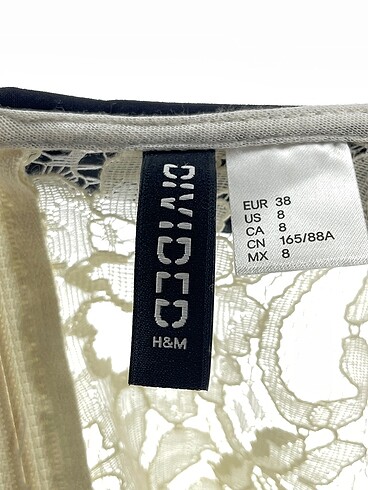 DIVIDED
H&M
EUR 38
US 8
CA 8
CN 165/88A
MX 8